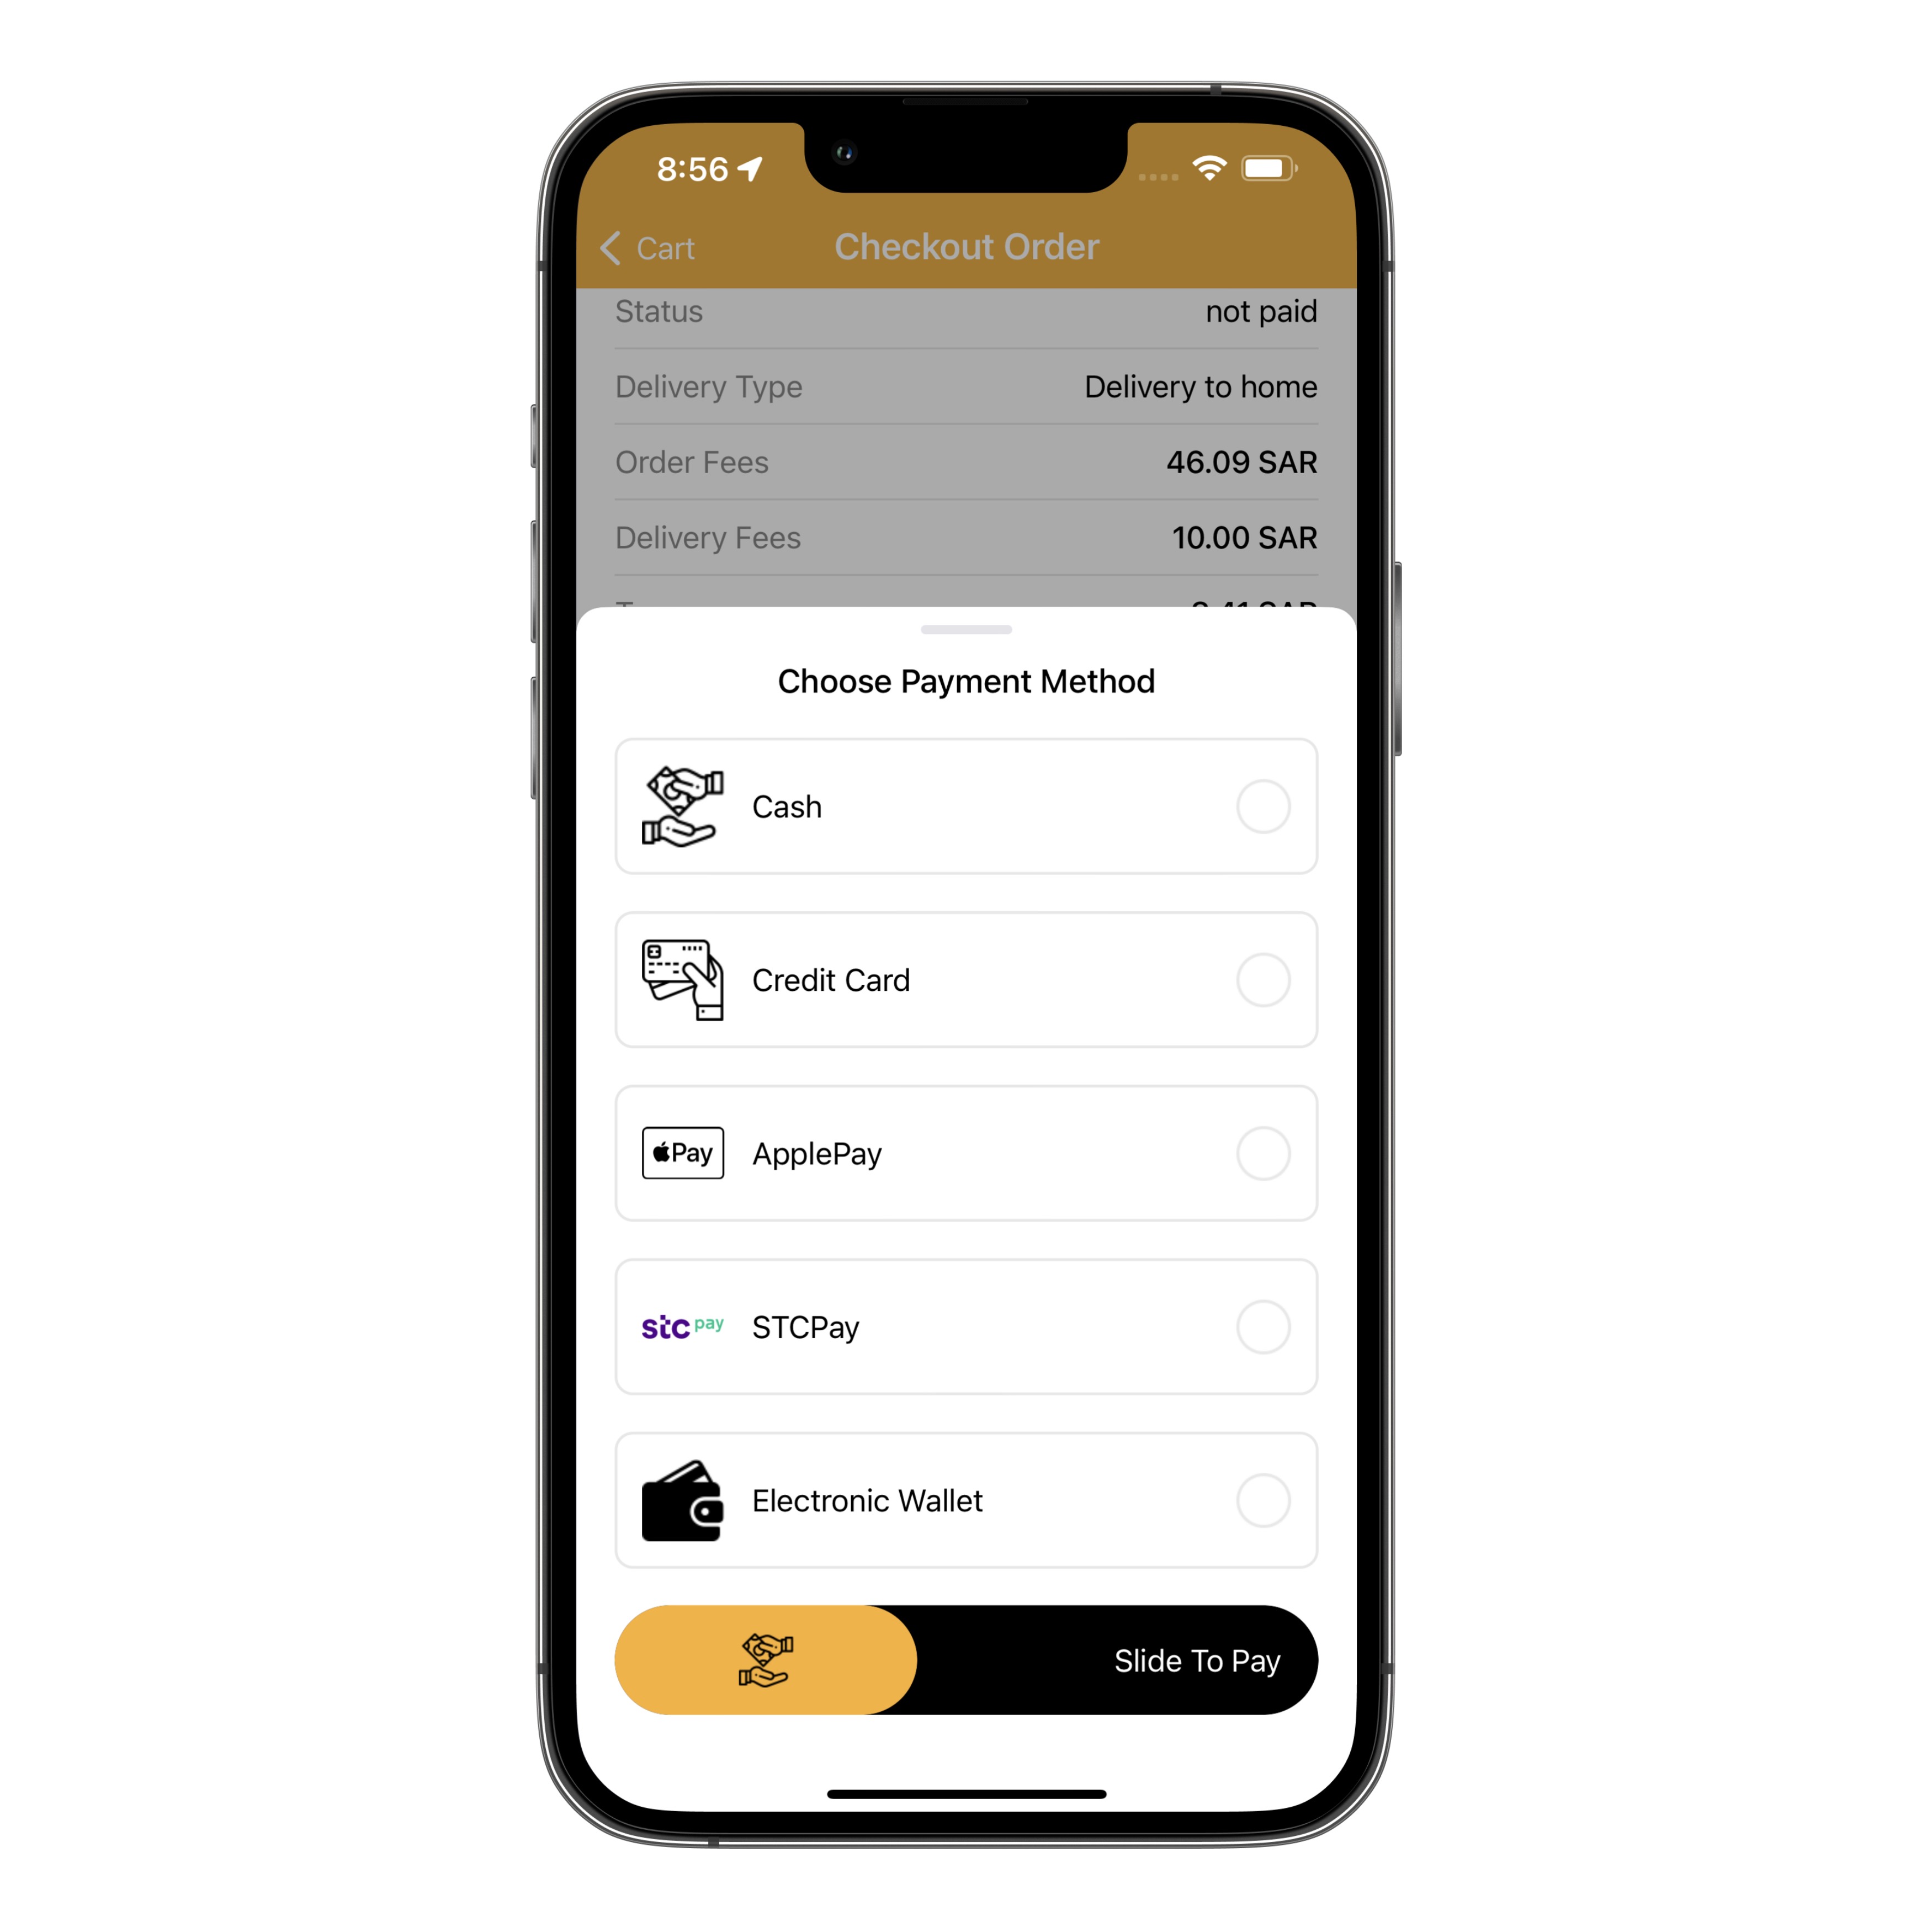 8:56
Cart Checkout Order
Status not paid
Delivery Type Delivery to home
Order Fees 46.09 SAR
Delivery Fees 10.00 SAR
Choose Payment Method
Cash
Credit Card
Pay ApplePay
stc pay STCPay
Electronic Wallet
Slide To Pay